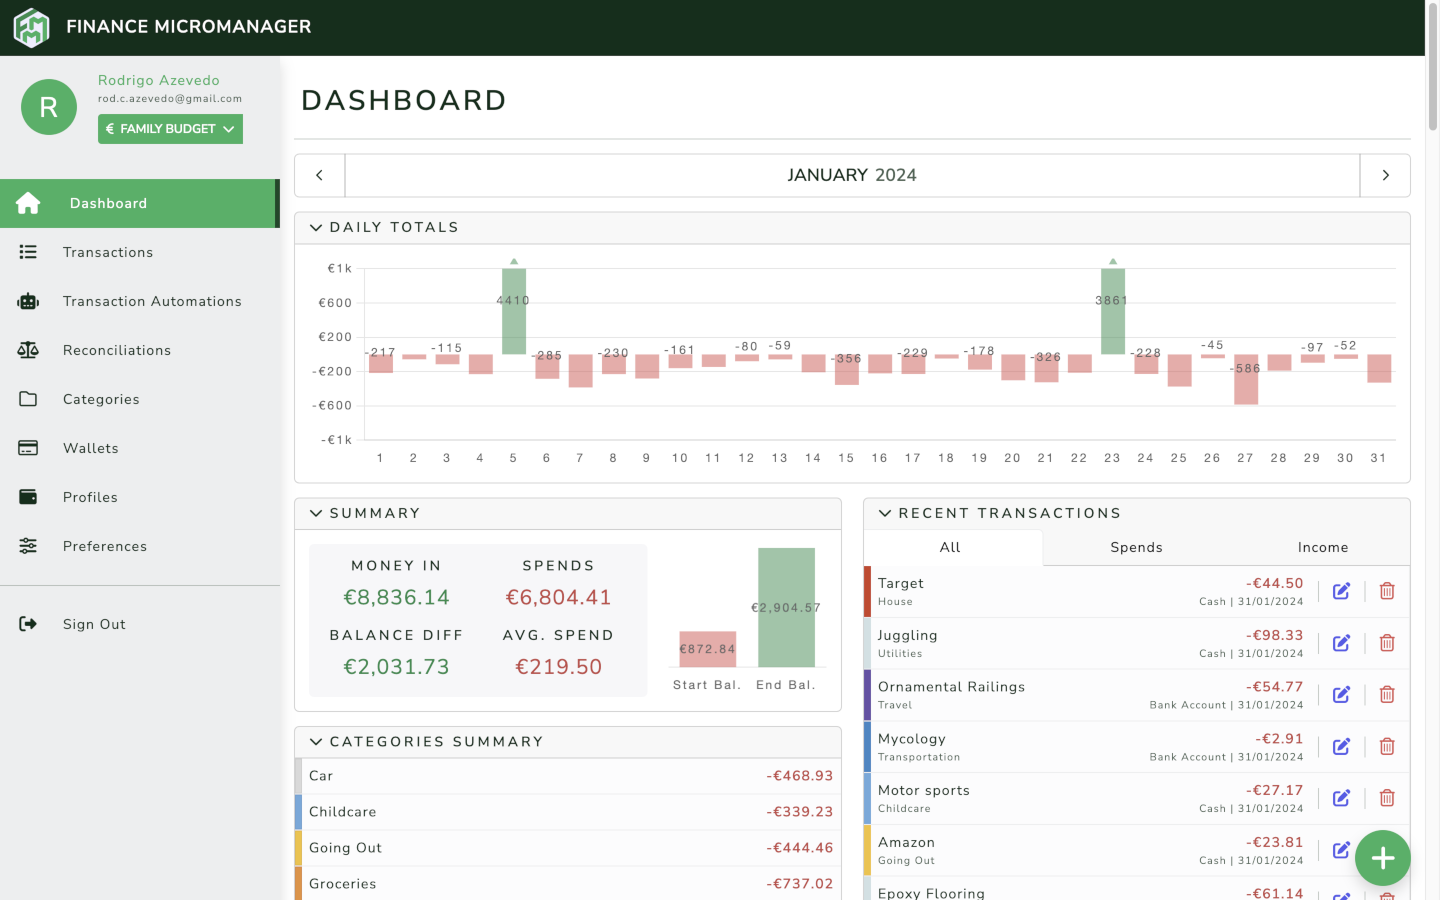 FINANCE MICROMANAGER
R
Rodrigo Azevedo
rod.c.azevedo@gmail.com
€ FAMILY BUDGET
Dashboard
Transactions
Transaction Automations
Reconciliations
Categories
Wallets
Profiles
Preferences
Sign Out
DASHBOARD
JANUARY 2024
DAILY TOTALS
€1k
€600
€200
-€200
-€600
-€1k
-217 -115 4410 -285 -230 -161 -80 -59 -356 -229 -178 -326 3861 -228 -45 -586 -97 -52
1 2 3 4 5 6 7 8 9 10 11 12 13 14 15 16 17 18 19 20 21 22 23 24 25 26 27 28 29 30 31
SUMMARY
MONEY IN SPENDS
€8,836.14 €6,804.41
BALANCE DIFF AVG. SPEND
€2,031.73 €219.50
€872.84 €2,904.57
Start Bal. End Bal.
CATEGORIES SUMMARY
Car -€468.93
Childcare -€339.23
Going Out -€444.46
Groceries -€737.02
RECENT TRANSACTIONS
All Spends Income
Target -€44.50
House Cash | 31/01/2024
Juggling -€98.33
Utilities Cash | 31/01/2024
Ornamental Railings -€54.77
Travel Bank Account | 31/01/2024
Mycology -€2.91
Transportation Bank Account | 31/01/2024
Motor sports -€27.17
Childcare Cash | 31/01/2024
Amazon -€23.81
Going Out Cash | 31/01/2024
Epoxy Flooring -€61.14